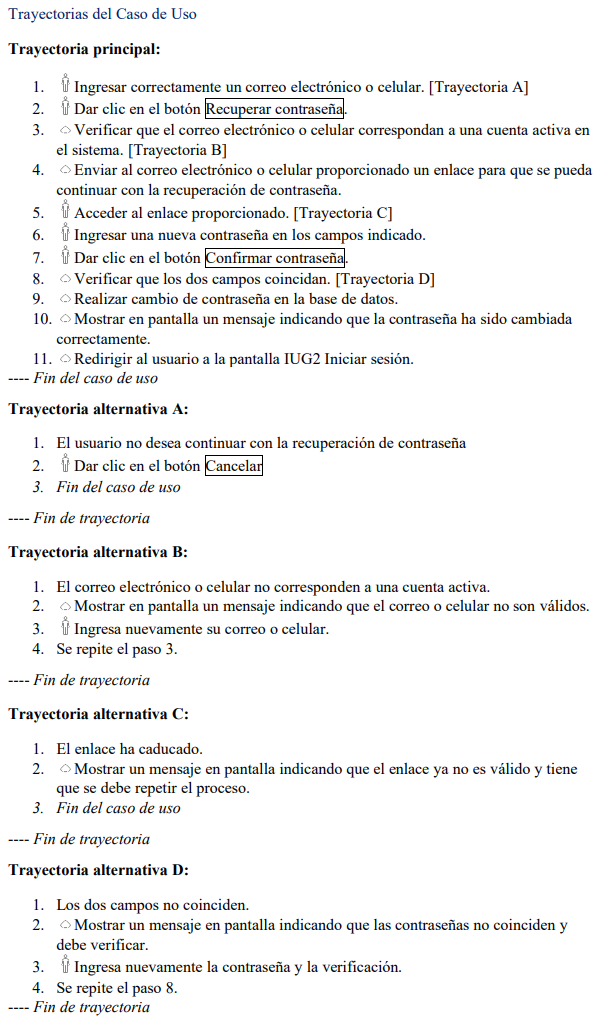 Trayectorias del Caso de Uso
Trayectoria principal:
1. Ingresar correctamente un correo electrónico o celular. [Trayectoria A]
2. Dar clic en el botón Recuperar contraseña.
3. Verificar que el correo electrónico o celular correspondan a una cuenta activa en
el sistema. [Trayectoria B]
4. Enviar al correo electrónico o celular proporcionado un enlace para que se pueda
continuar con la recuperación de contraseña.
5. Acceder al enlace proporcionado. [Trayectoria C]
6. Ingresar una nueva contraseña en los campos indicado.
7. Dar clic en el botón Confirmar contraseña.
8. Verificar que los dos campos coincidan. [Trayectoria D]
9. Realizar cambio de contraseña en la base de datos.
10. Mostrar en pantalla un mensaje indicando que la contraseña ha sido cambiada
correctamente.
11. Redirigir al usuario a la pantalla IUG2 Iniciar sesión.
---- Fin del caso de uso
Trayectoria alternativa A:
1. El usuario no desea continuar con la recuperación de contraseña
2. Dar clic en el botón Cancelar
3. Fin del caso de uso
---- Fin de trayectoria
Trayectoria alternativa B:
1. El correo electrónico o celular no corresponden a una cuenta activa.
2. Mostrar en pantalla un mensaje indicando que el correo o celular no son válidos.
3. Ingresa nuevamente su correo o celular.
4. Se repite el paso 3.
---- Fin de trayectoria
Trayectoria alternativa C:
1. El enlace ha caducado.
2. Mostrar un mensaje en pantalla indicando que el enlace ya no es válido y tiene
que se debe repetir el proceso.
3. Fin del caso de uso
---- Fin de trayectoria
Trayectoria alternativa D:
1. Los dos campos no coinciden.
2. Mostrar un mensaje en pantalla indicando que las contraseñas no coinciden y
debe verificar.
3. Ingresa nuevamente la contraseña y la verificación.
4. Se repite el paso 8.
---- Fin de trayectoria